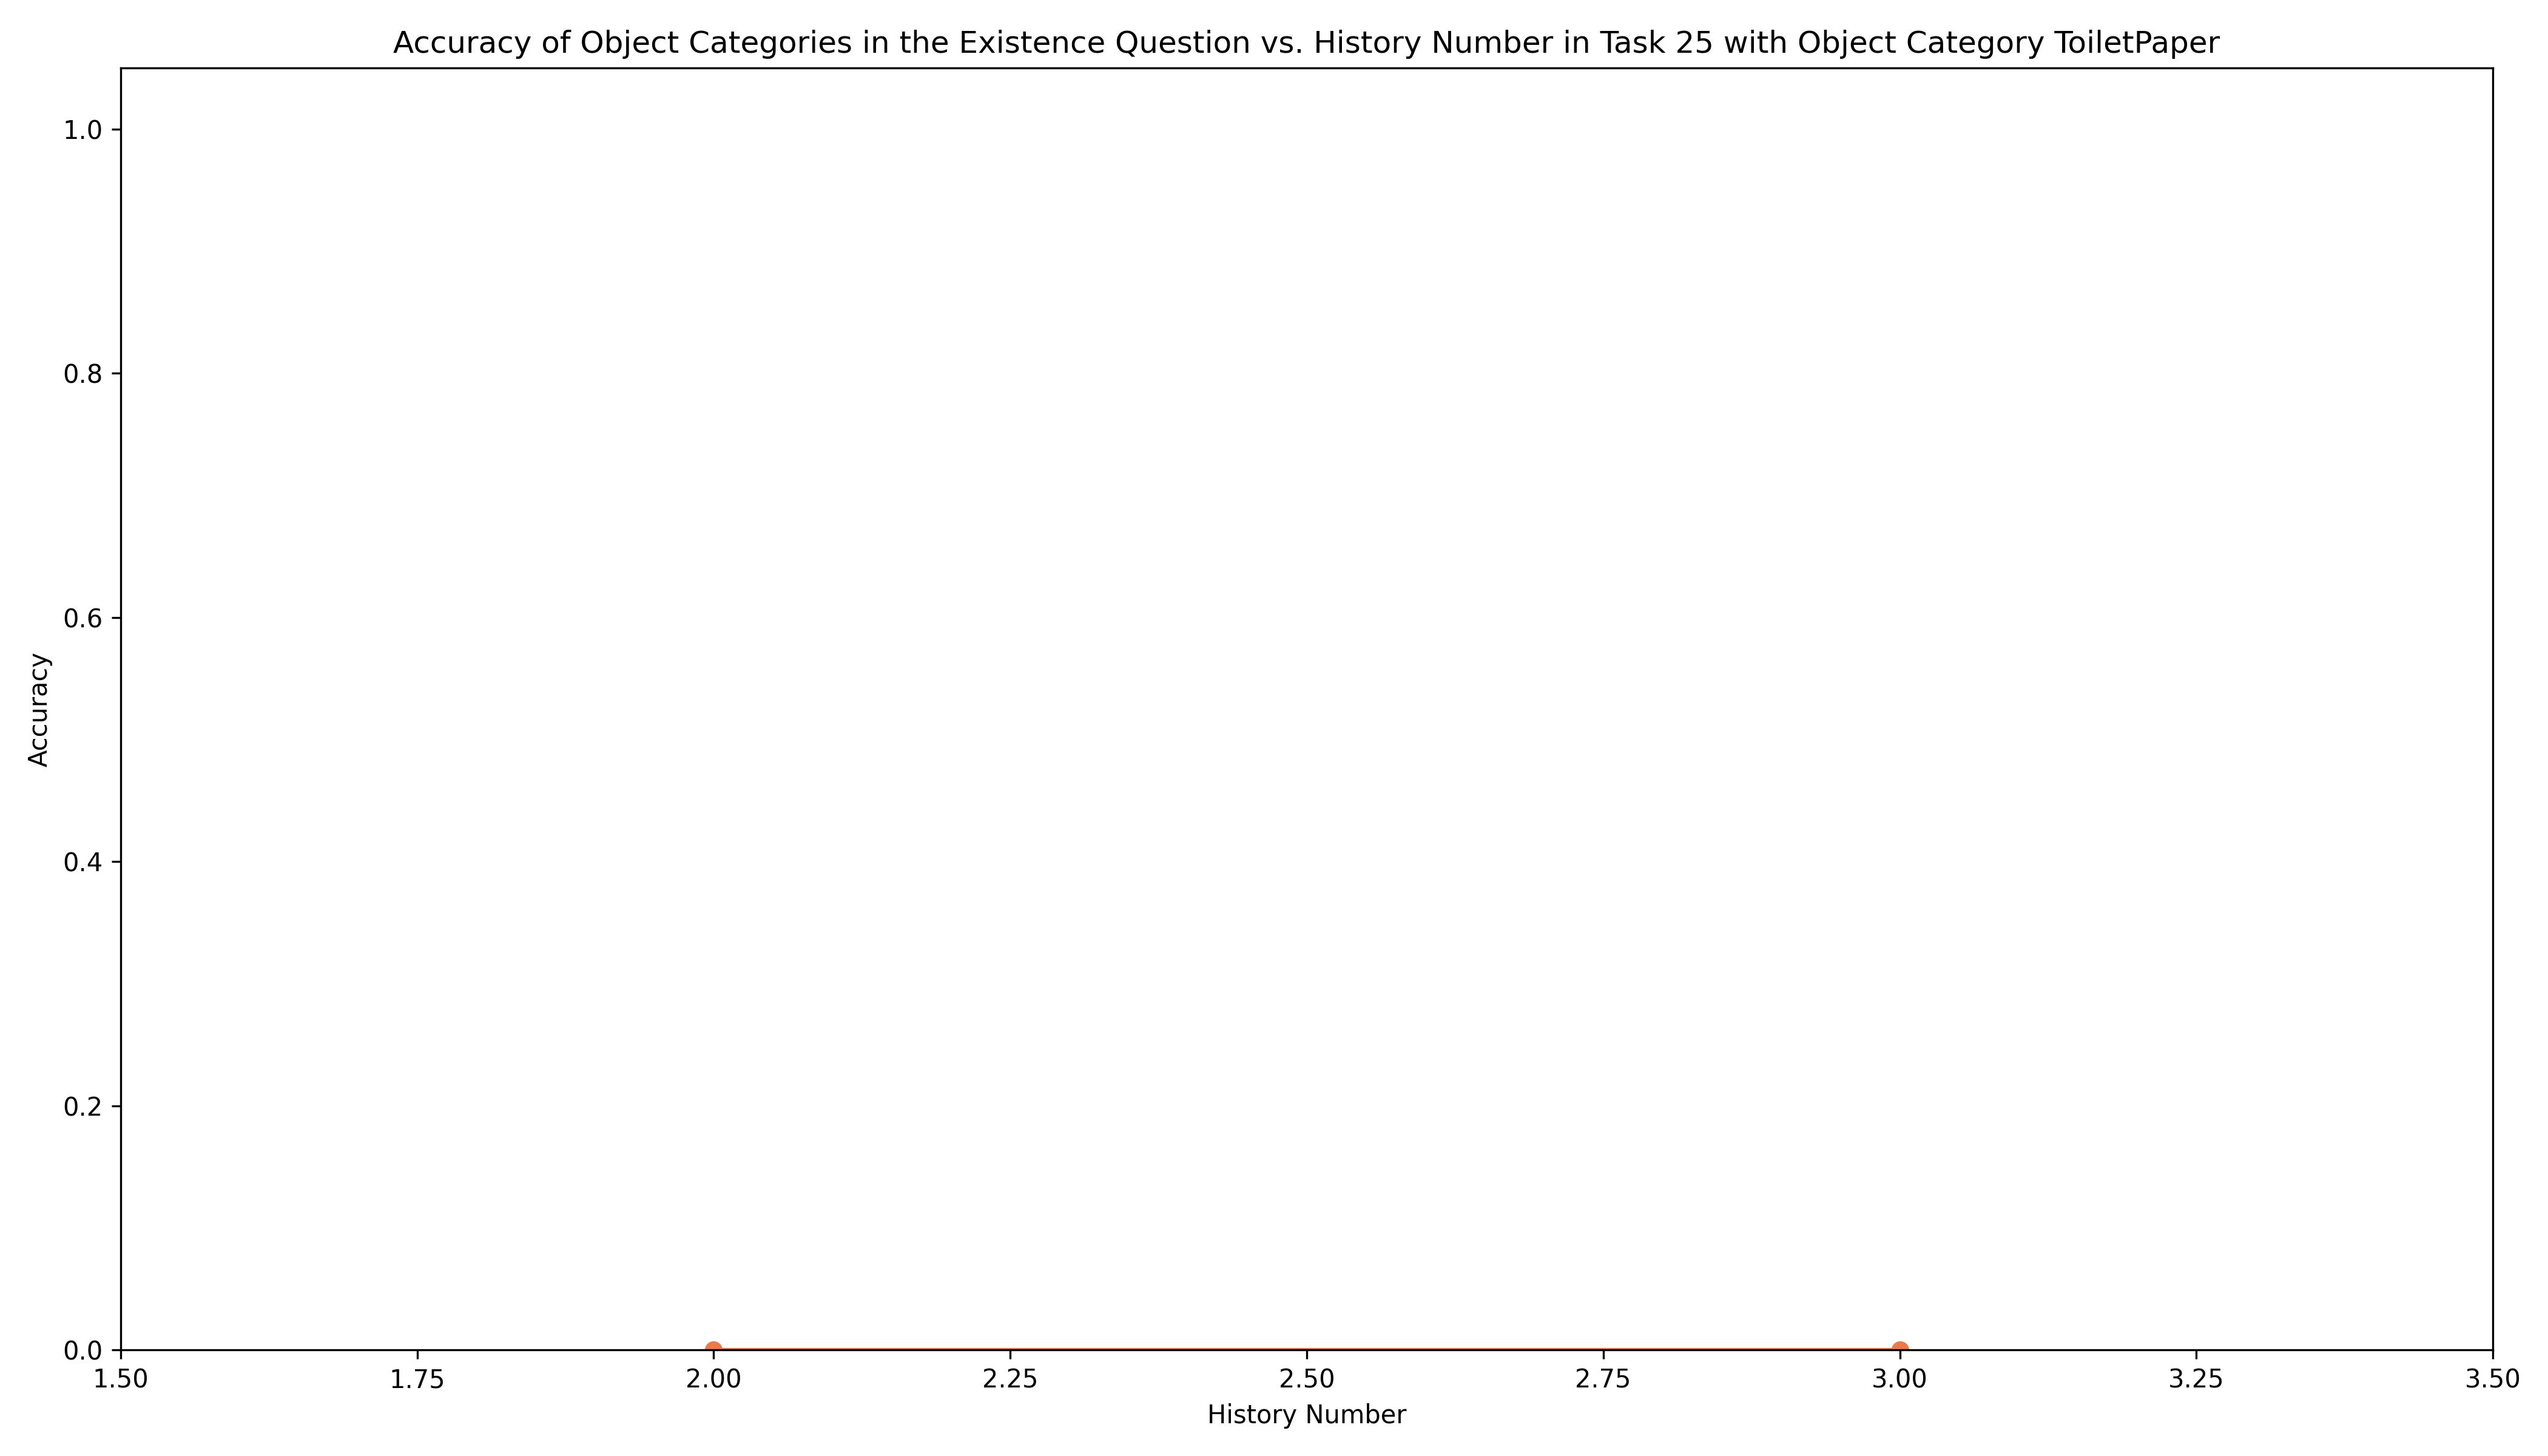 Accuracy of Object Categories in the Existence Question vs. History Number in Task 25 with Object Category ToiletPaper
1.0
0.8
0.6
0.4
0.2
0.0
Accuracy
1.50 1.75 2.00 2.25 2.50 2.75 3.00 3.25 3.50
History Number